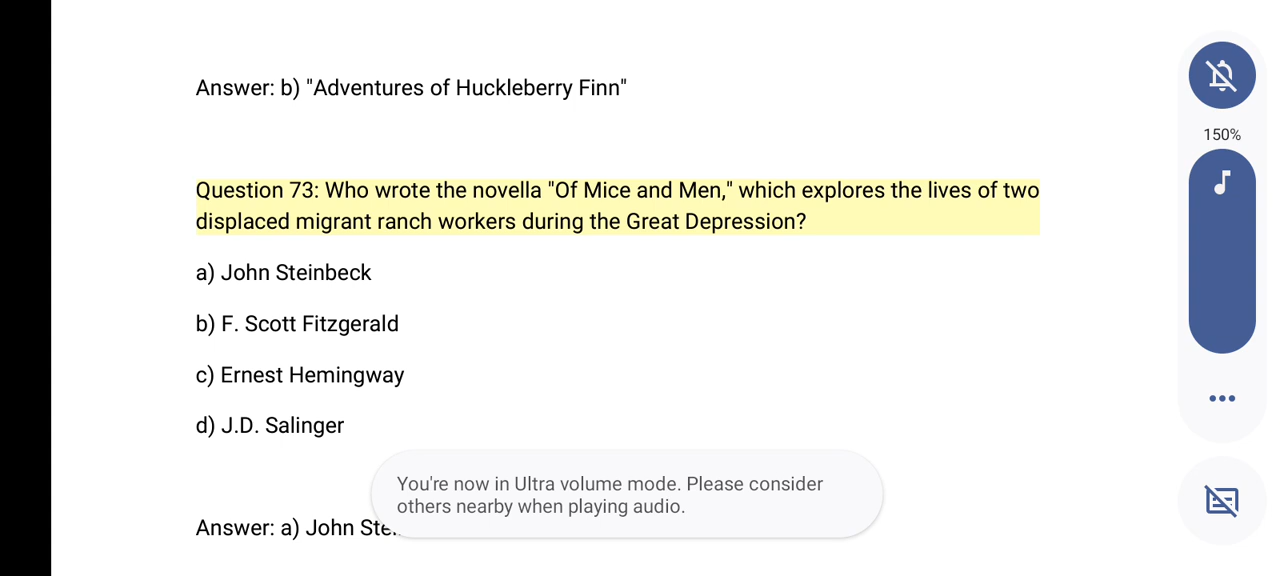 Answer: b) "Adventures of Huckleberry Finn"
150%
Question 73: Who wrote the novella "Of Mice and Men," which explores the lives of two
displaced migrant ranch workers during the Great Depression?
a) John Steinbeck
b) F. Scott Fitzgerald
c) Ernest Hemingway
d) J.D. Salinger
You're now in Ultra volume mode. Please consider
others nearby when playing audio.
Answer: a) John